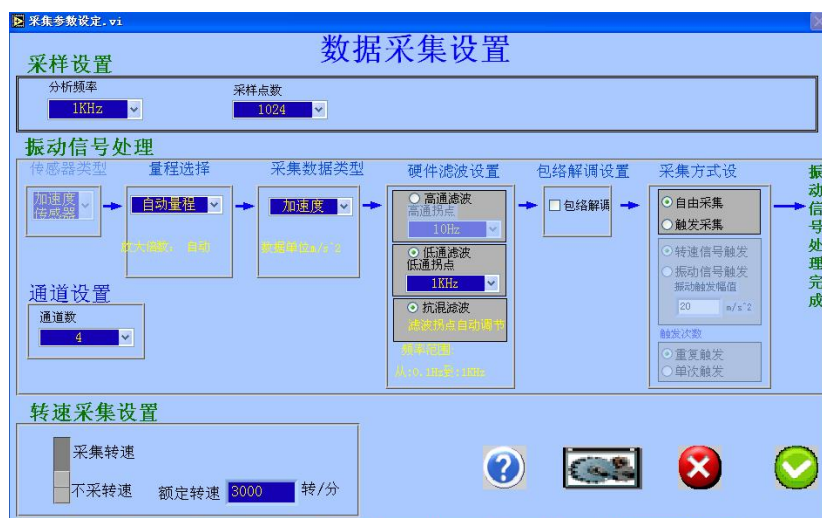 采集参数设定.vi
数据采集设置
采样设置
分析频率
采样点数
1KHz
1024
振动信号处理
传感器类型
量程选择
采集数据类型
硬件滤波设置
包络解调设置
采集方式设
加速度
传感器
自动量程
加速度
高通滤波
高通拐点
10Hz
低通滤波
低通拐点
1KHz
抗混滤波
滤波拐点自动调节
频率范围
从:0.1Hz到:1KHz
包络解调
自由采集
触发采集
转速信号触发
振动信号触发
振动触发幅值
20 m/s^2
触发次数
重复触发
单次触发
振动信号处理完成
放大倍数: 自动
数据单位m/s^2
通道设置
通道数
4
转速采集设置
采集转速
不采转速
额定转速 3000 转/分